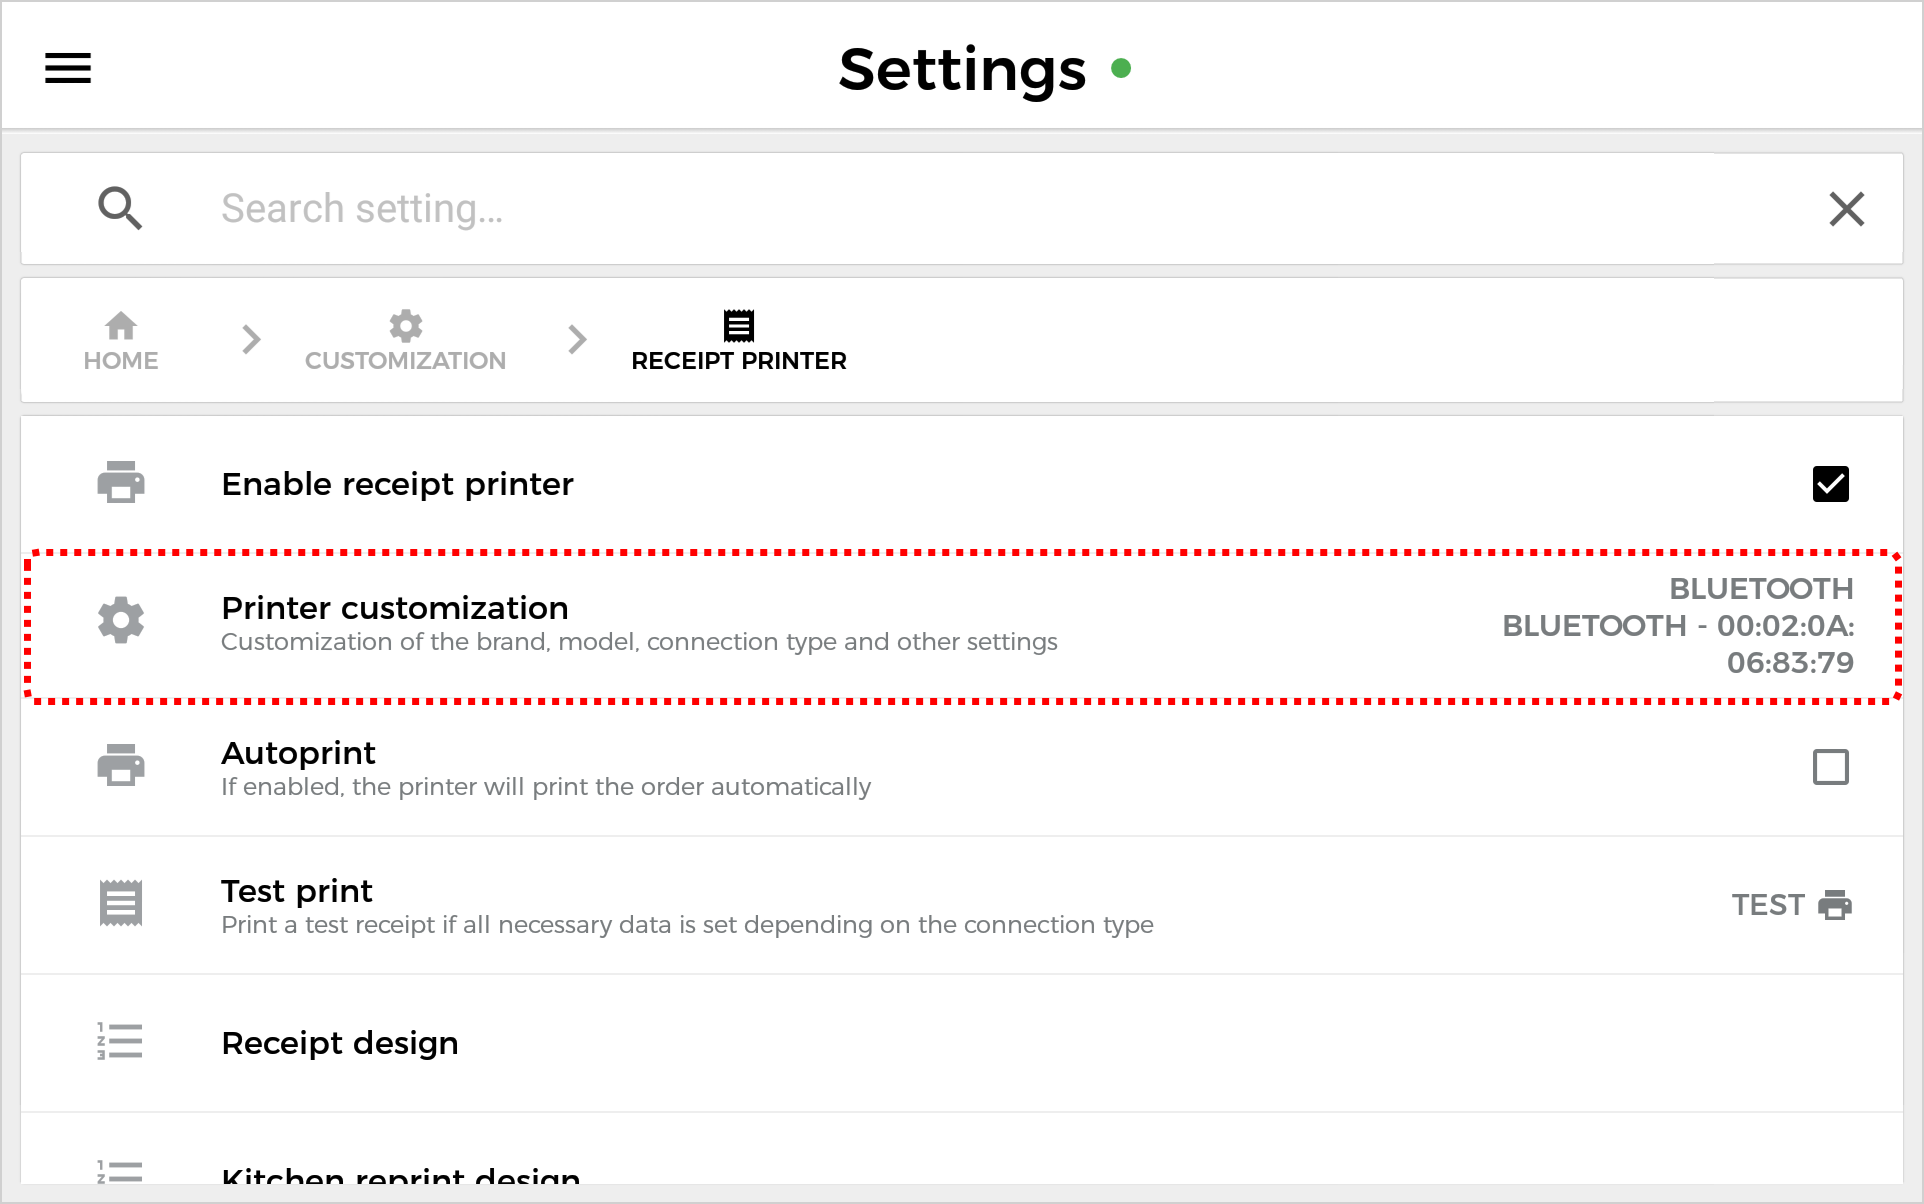 Settings
Search setting...
HOME
CUSTOMIZATION
RECEIPT PRINTER
Enable receipt printer
Printer customization
Customization of the brand, model, connection type and other settings
BLUETOOTH
BLUETOOTH - 00:02:0A:
06:83:79
Autoprint
If enabled, the printer will print the order automatically
Test print
Print a test receipt if all necessary data is set depending on the connection type
TEST
Receipt design
Kitchen reprint design